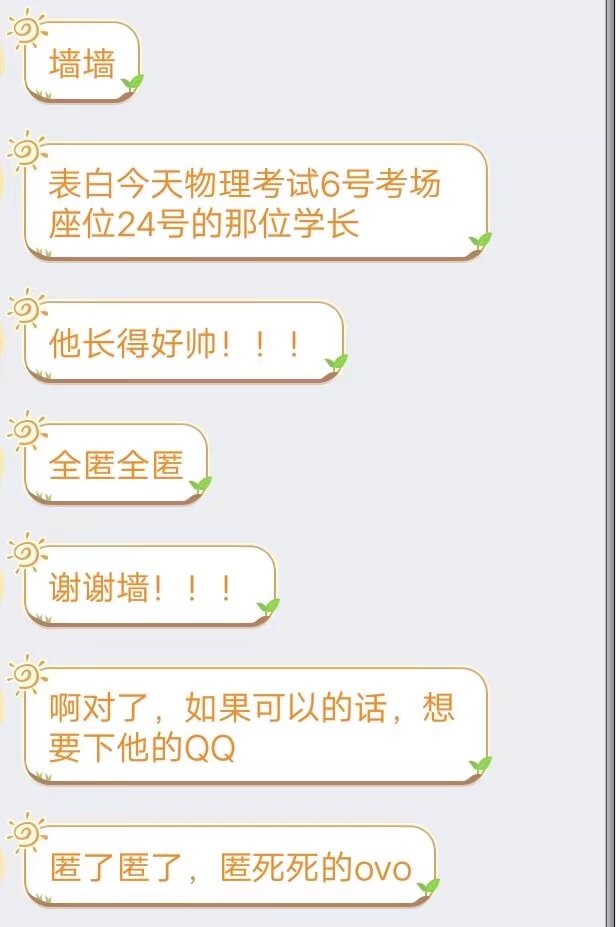 墙墙
表白今天物理考试6号考场
座位24号的那位学长
他长得好帅！！！
全匿全匿
谢谢墙！！！
啊对了，如果可以的话，想
要下他的QQ
匿了匿了，匿死死的ovo